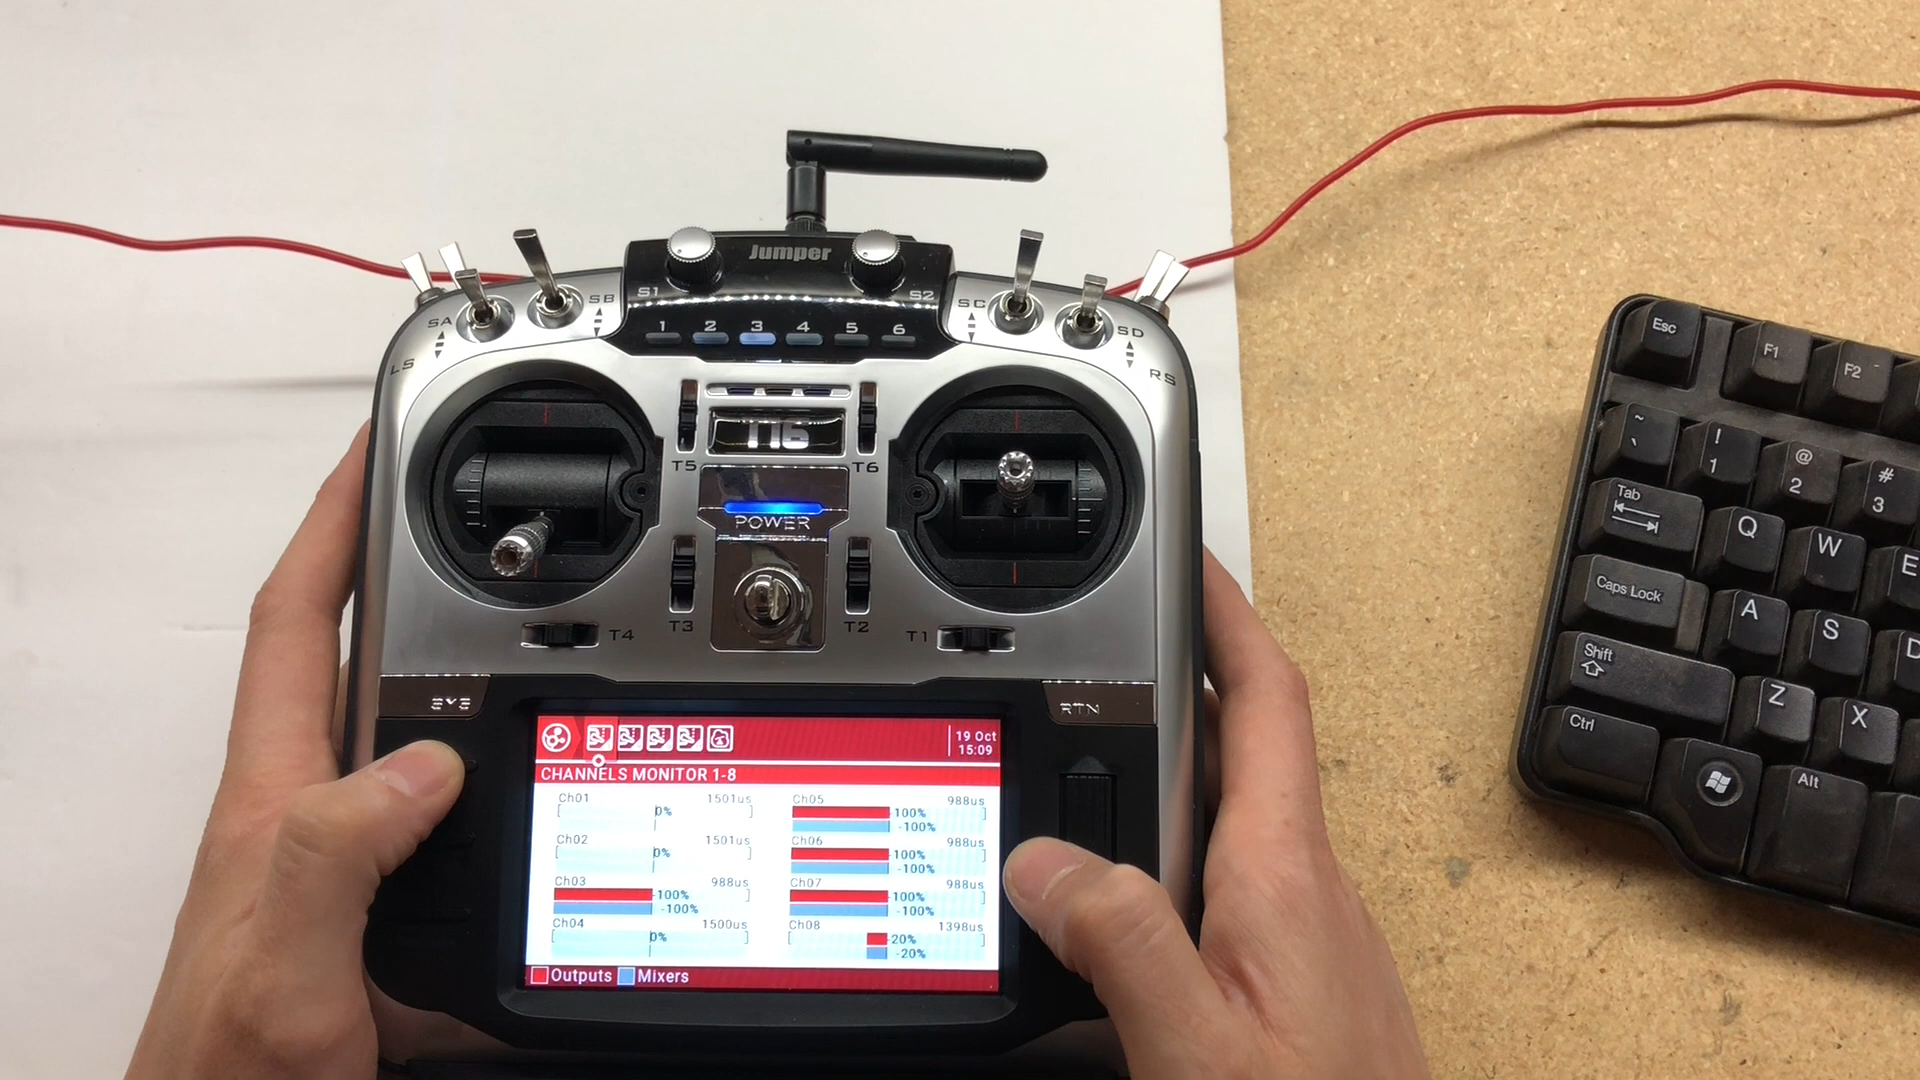 Jumper
S1
S2
SA
SB
SC
SD
LS
RS
1 2 3 4 5 6
T16
T5
T6
POWER
T4
T3
T2
T1
SYS
RTN
19 Oct
15:09
CHANNELS MONITOR 1-8
Ch01 1501us
0%
Ch02 1501us
0%
Ch03 988us
-100%
-100%
Ch04 1500us
0%
Ch05 988us
-100%
-100%
Ch06 988us
-100%
-100%
Ch07 988us
-100%
-100%
Ch08 1398us
-20%
-20%
Outputs Mixers
Esc F1 F2
~ ` ! 1 @ 2 # 3
Tab Q W E
Caps Lock A S D
Shift Z X
Ctrl Alt